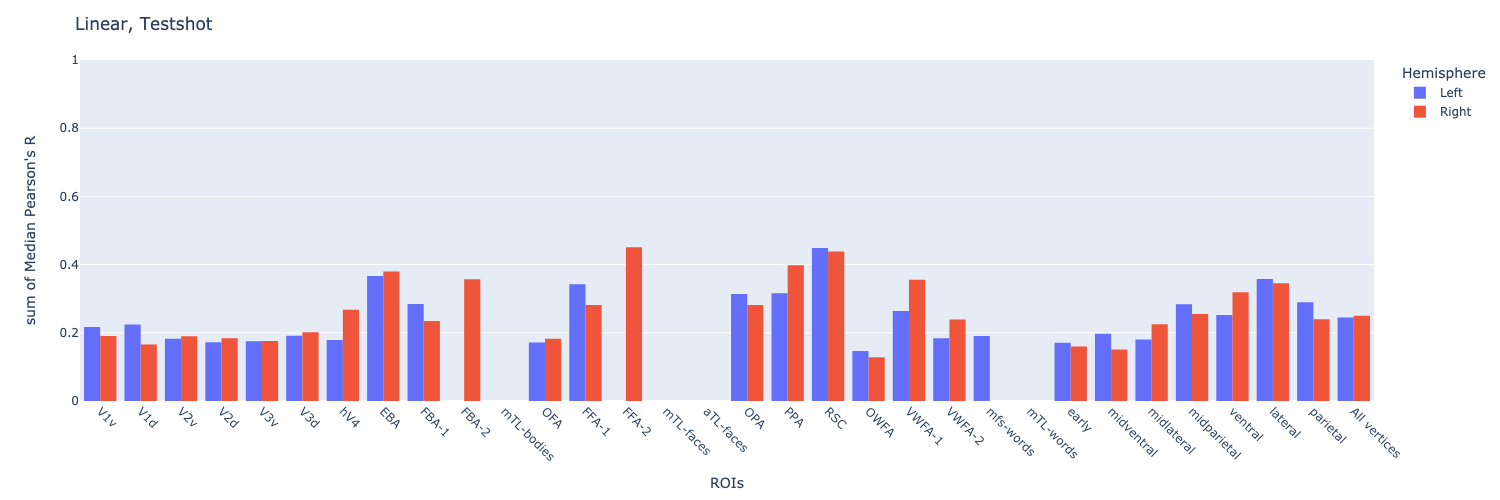 Linear, Testshot
sum of Median Pearson's R
1
0.8
0.6
0.4
0.2
0
V1v
V1d
V2v
V2d
V3v
V3d
hV4
EBA
FBA-1
FBA-2
mTL-bodies
OFA
FFA-1
FFA-2
mTL-faces
aTL-faces
OPA
PPA
RSC
OWFA
VWFA-1
VWFA-2
mfs-words
mTL-words
early
midventral
midlateral
midparietal
ventral
lateral
parietal
All vertices
ROIs
Hemisphere
Left
Right